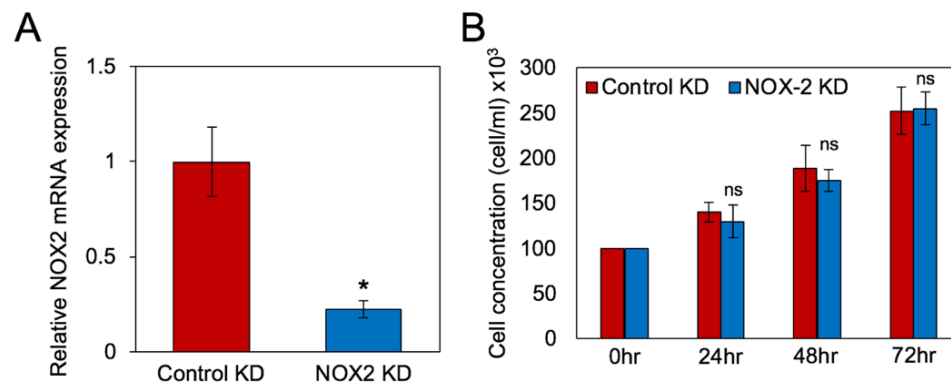 A
Relative NOX2 mRNA expression
1.5
1
0.5
0
*
Control KD NOX2 KD
B
Cell concentration (cell/ml) x10³
300
250
200
150
100
50
0
Control KD NOX-2 KD
ns
ns
ns
0hr 24hr 48hr 72hr